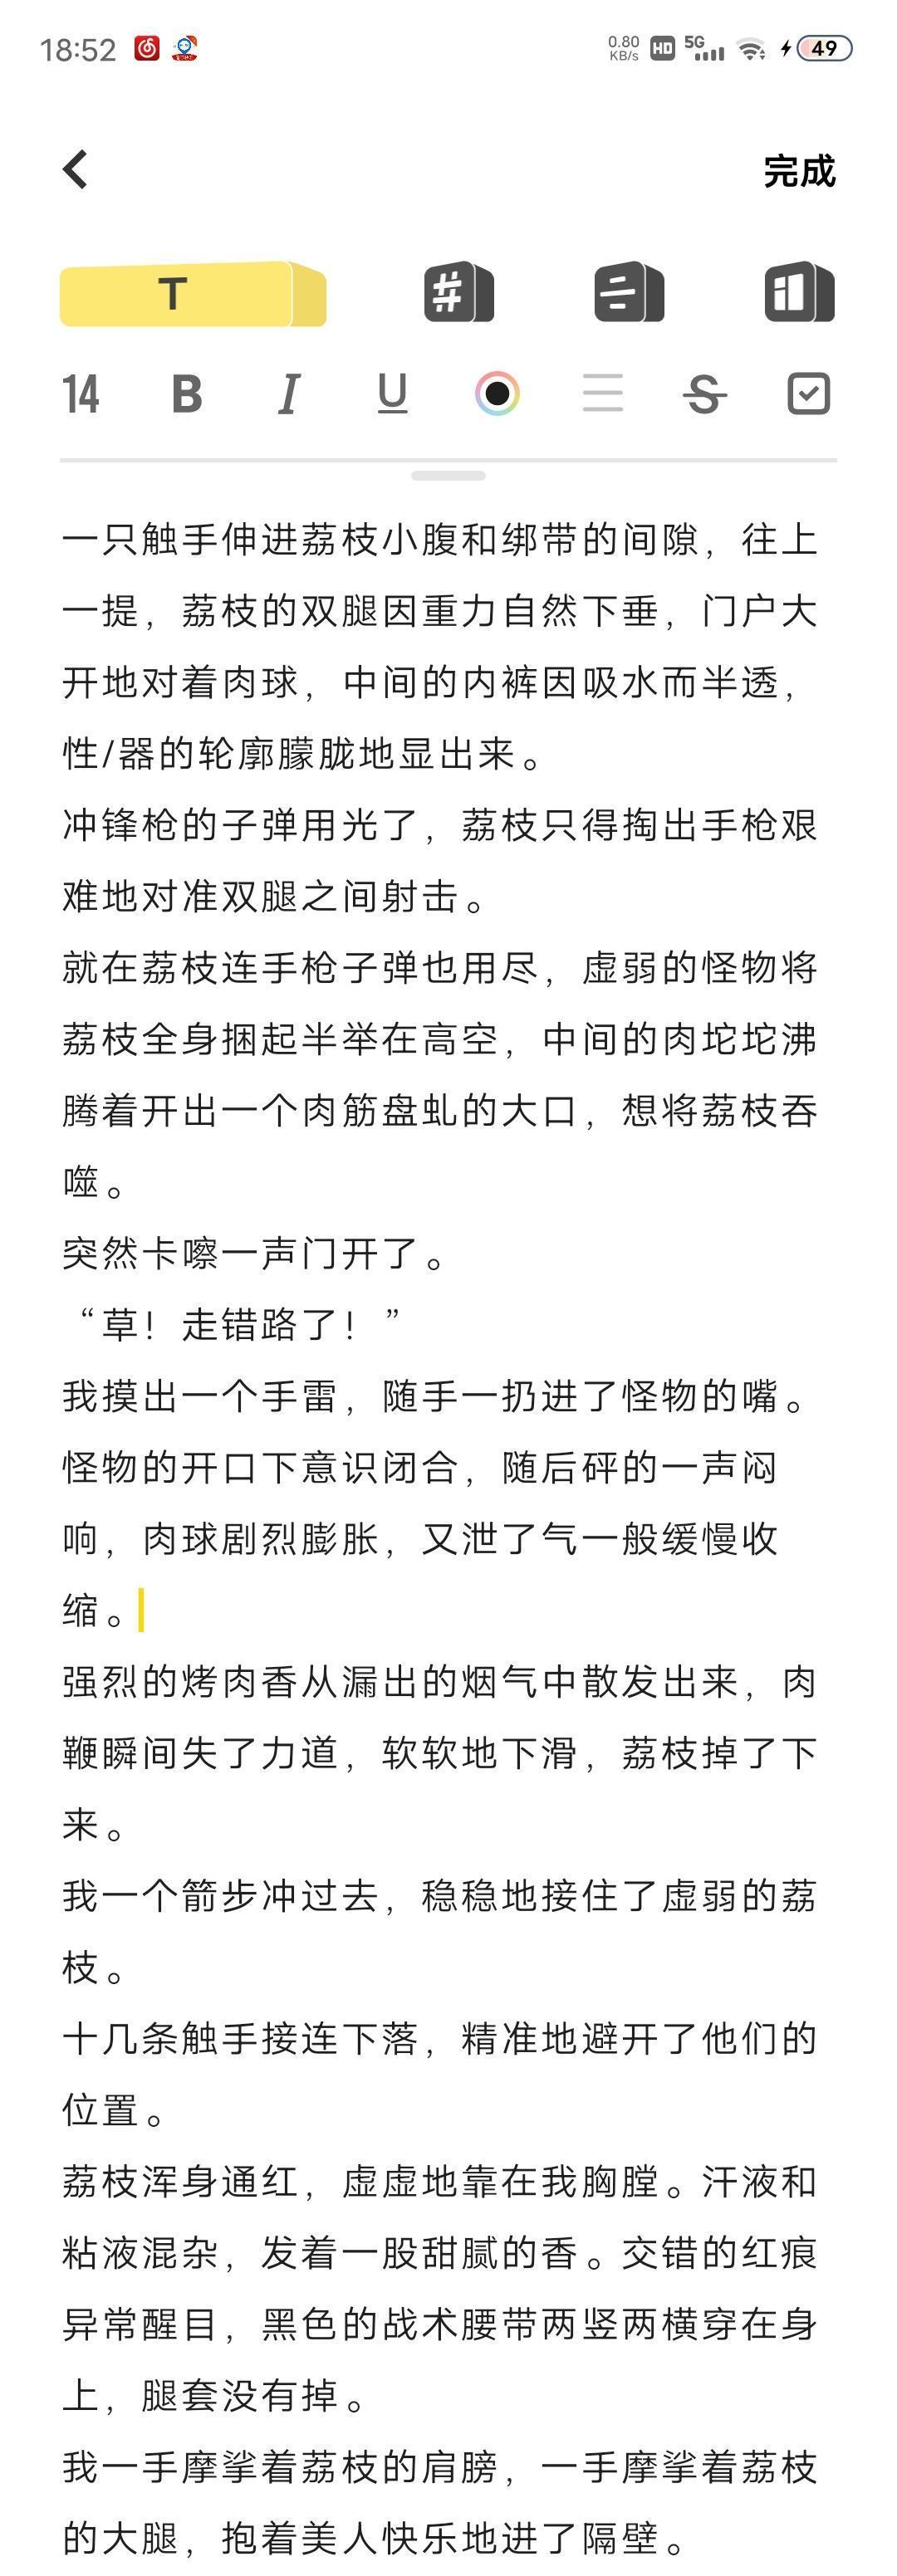 18:52
0.80
KB/s
HD
5G
49
完成
T
14 B I U S
一只触手伸进荔枝小腹和绑带的间隙，往上
一提，荔枝的双腿因重力自然下垂，门户大
开地对着肉球，中间的内裤因吸水而半透，
性/器的轮廓朦胧地显出来。
冲锋枪的子弹用光了，荔枝只得掏出手枪艰
难地对准双腿之间射击。
就在荔枝连手枪子弹也用尽，虚弱的怪物将
荔枝全身捆起半举在高空，中间的肉坨坨沸
腾着开出一个肉筋盘虬的大口，想将荔枝吞
噬。
突然卡嚓一声门开了。
“草！走错路了！”
我摸出一个手雷，随手一扔进了怪物的嘴。
怪物的开口下意识闭合，随后砰的一声闷
响，肉球剧烈膨胀，又泄了气一般缓慢收
缩。
强烈的烤肉香从漏出的烟气中散发出来，肉
鞭瞬间失了力道，软软地下滑，荔枝掉了下
来。
我一个箭步冲过去，稳稳地接住了虚弱的荔
枝。
十几条触手接连下落，精准地避开了他们的
位置。
荔枝浑身通红，虚虚地靠在我胸膛。汗液和
粘液混杂，发着一股甜腻的香。交错的红痕
异常醒目，黑色的战术腰带两竖两横穿在身
上，腿套没有掉。
我一手摩挲着荔枝的肩膀，一手摩挲着荔枝
的大腿，抱着美人快乐地进了隔壁。